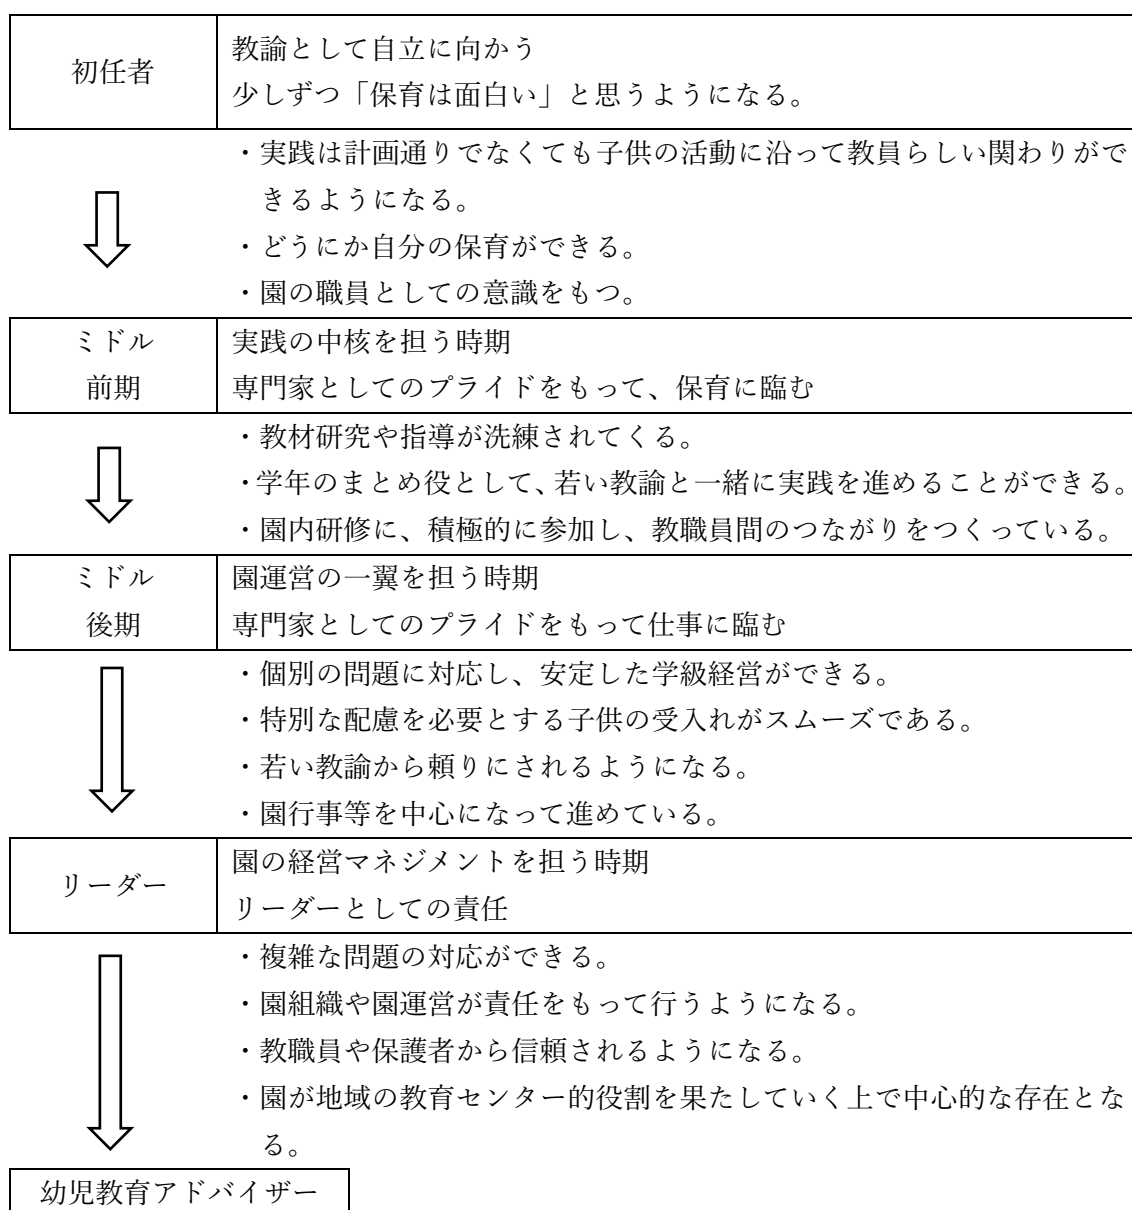 初任者
教諭として自立に向かう
少しずつ「保育は面白い」と思うようになる。
・実践は計画通りでなくても子供の活動に沿って教員らしい関わりがで
きるようになる。
・どうにか自分の保育ができる。
・園の職員としての意識をもつ。
ミドル
前期
実践の中核を担う時期
専門家としてのプライドをもって、保育に臨む
・教材研究や指導が洗練されてくる。
・学年のまとめ役として、若い教諭と一緒に実践を進めることができる。
・園内研修に、積極的に参加し、教職員間のつながりをつくっている。
ミドル
後期
園運営の一翼を担う時期
専門家としてのプライドをもって仕事に臨む
・個別の問題に対応し、安定した学級経営ができる。
・特別な配慮を必要とする子供の受入れがスムーズである。
・若い教諭から頼りにされるようになる。
・園行事等を中心になって進めている。
リーダー
園の経営マネジメントを担う時期
リーダーとしての責任
・複雑な問題の対応ができる。
・園組織や園運営が責任をもって行うようになる。
・教職員や保護者から信頼されるようになる。
・園が地域の教育センター的役割を果たしていく上で中心的な存在とな
る。
幼児教育アドバイザー